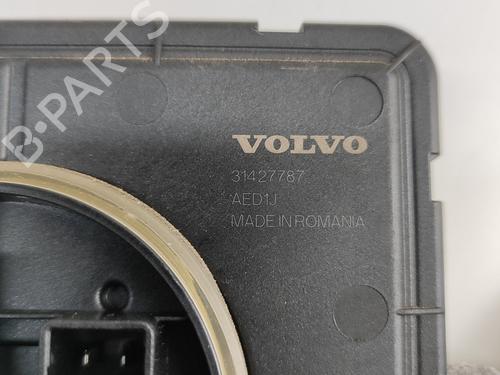 B-PARTS
VOLVO
31427787
AED1J
MADE IN ROMANIA